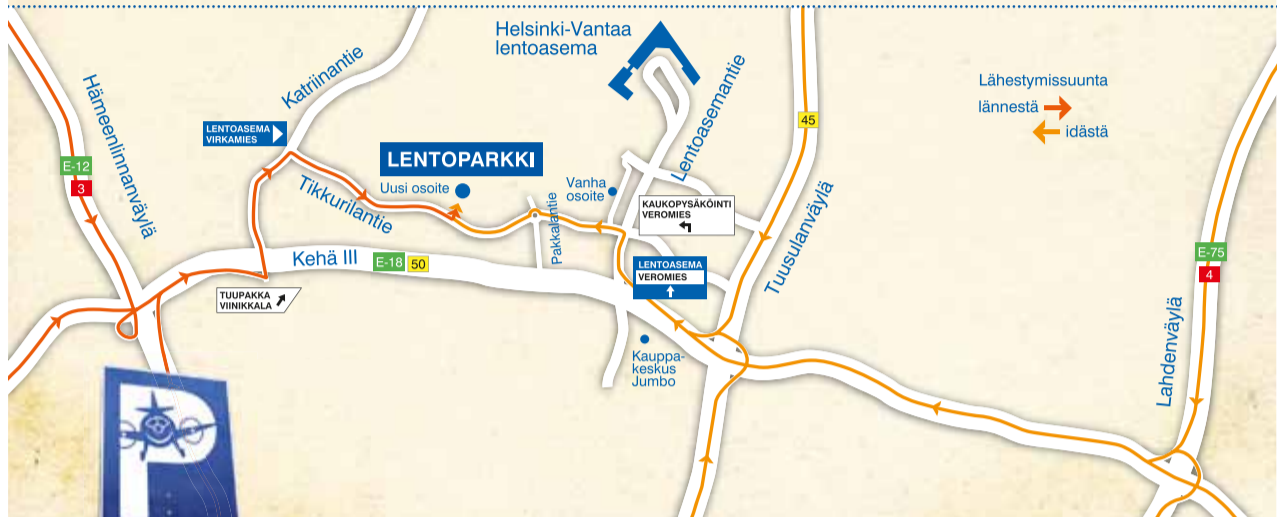 Helsinki-Vantaa
lentoasema
Hämeenlinnanväylä
Katriinantie
Lentoasemantie
Lähestymissuunta
lännestä
idästä
45
LENTOASEMA
VIRKAMIES
E-12
3
LENTOPARKKI
Uusi osoite
Vanha
osoite
Tikkurilantie
KAUKOPYSÄKÖINTI
VEROMIES
Pakkalantie
Tuusulanväylä
Kehä III
E-18
50
LENTOASEMA
VEROMIES
E-75
4
TUUPAKKA
VIINIKKALA
Kauppa-
keskus
Jumbo
Lahdenväylä
P